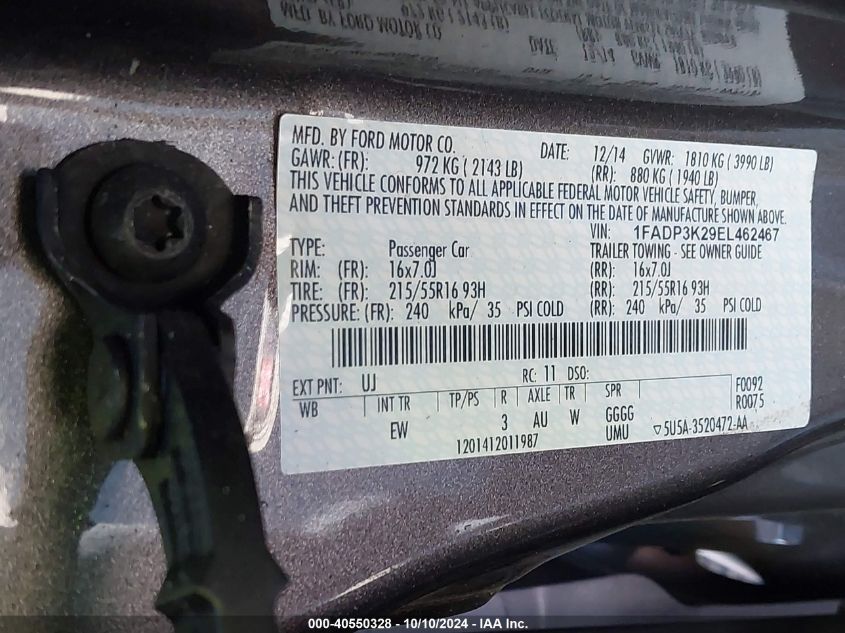 MFD. BY FORD MOTOR CO.
DATE: 12/14 GVWR: 1810 KG ( 3990 LB)
GAWR: (FR): 972 KG ( 2143 LB) (RR): 880 KG ( 1940 LB)
THIS VEHICLE CONFORMS TO ALL APPLICABLE FEDERAL MOTOR VEHICLE SAFETY, BUMPER,
AND THEFT PREVENTION STANDARDS IN EFFECT ON THE DATE OF MANUFACTURE SHOWN ABOVE.
VIN: 1FADP3K29EL462467
TYPE: Passenger Car TRAILER TOWING - SEE OWNER GUIDE
RIM: (FR): 16x7.0J (RR): 16x7.0J
TIRE: (FR): 215/55R16 93H (RR): 215/55R16 93H
PRESSURE: (FR): 240 kPa/ 35 PSI COLD (RR): 240 kPa/ 35 PSI COLD
EXT PNT: UJ RC: 11 DSO: F0092
WB INT TR TP/PS R AXLE TR SPR R0075
EW 3 AU W GGGG
UMU ▽5U5A-3520472-AA
1201412011987
000-40550328 - 10/10/2024 - IAA Inc.